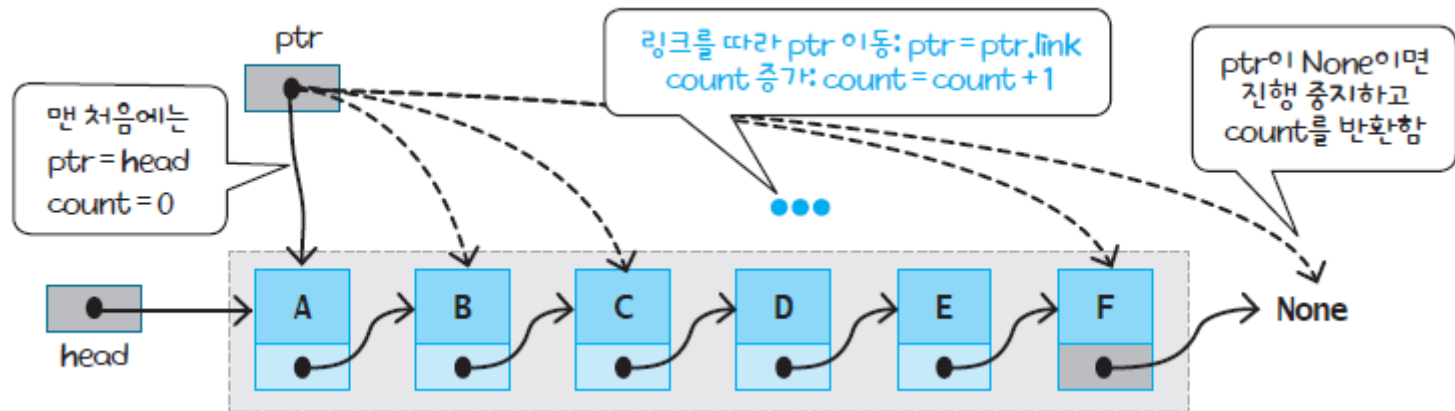 ptr
링크를 따라 ptr 이동: ptr = ptr.link
count 증가: count = count + 1
ptr이 None이면
진행 중지하고
count를 반환함
맨 처음에는
ptr = head
count = 0
A
B
C
D
E
F
None
head